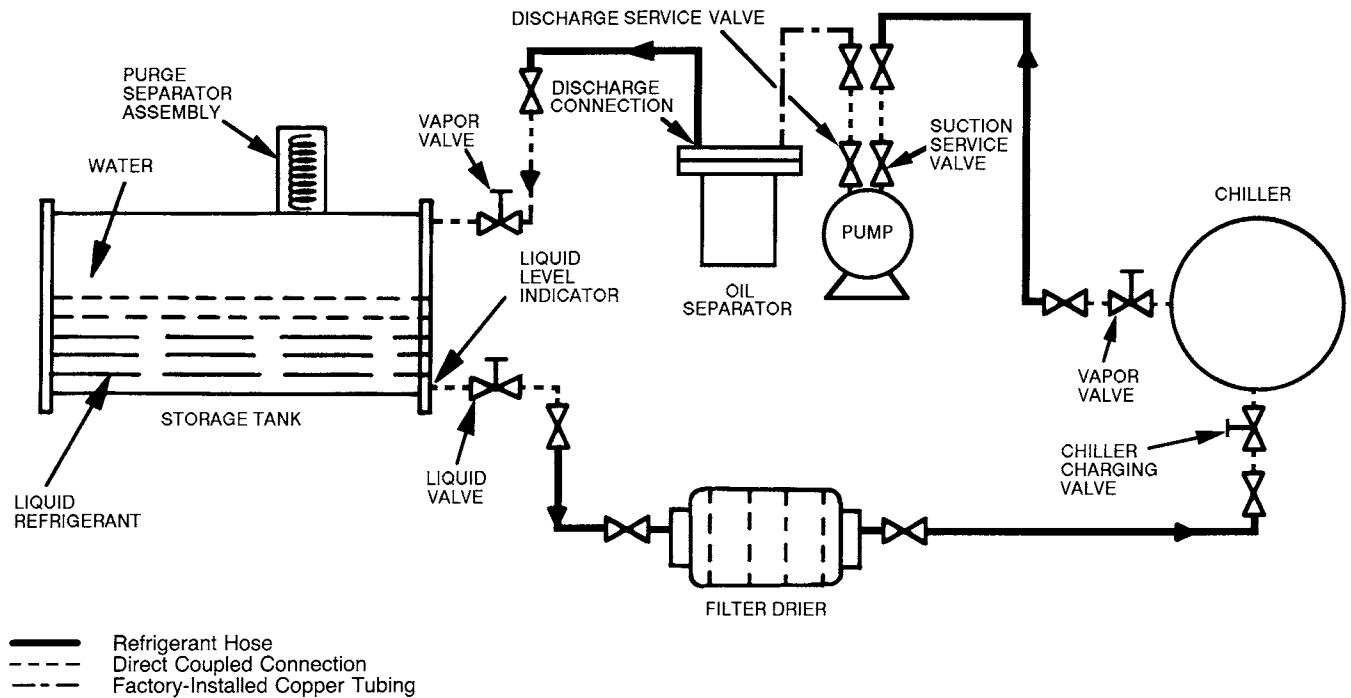 DISCHARGE SERVICE VALVE
PURGE
SEPARATOR
ASSEMBLY
DISCHARGE
CONNECTION
VAPOR
VALVE
SUCTION
SERVICE
VALVE
WATER
CHILLER
PUMP
LIQUID
LEVEL
INDICATOR
OIL
SEPARATOR
VAPOR
VALVE
STORAGE TANK
CHILLER
CHARGING
VALVE
LIQUID
VALVE
LIQUID
REFRIGERANT
FILTER DRIER
Refrigerant Hose
Direct Coupled Connection
Factory-Installed Copper Tubing